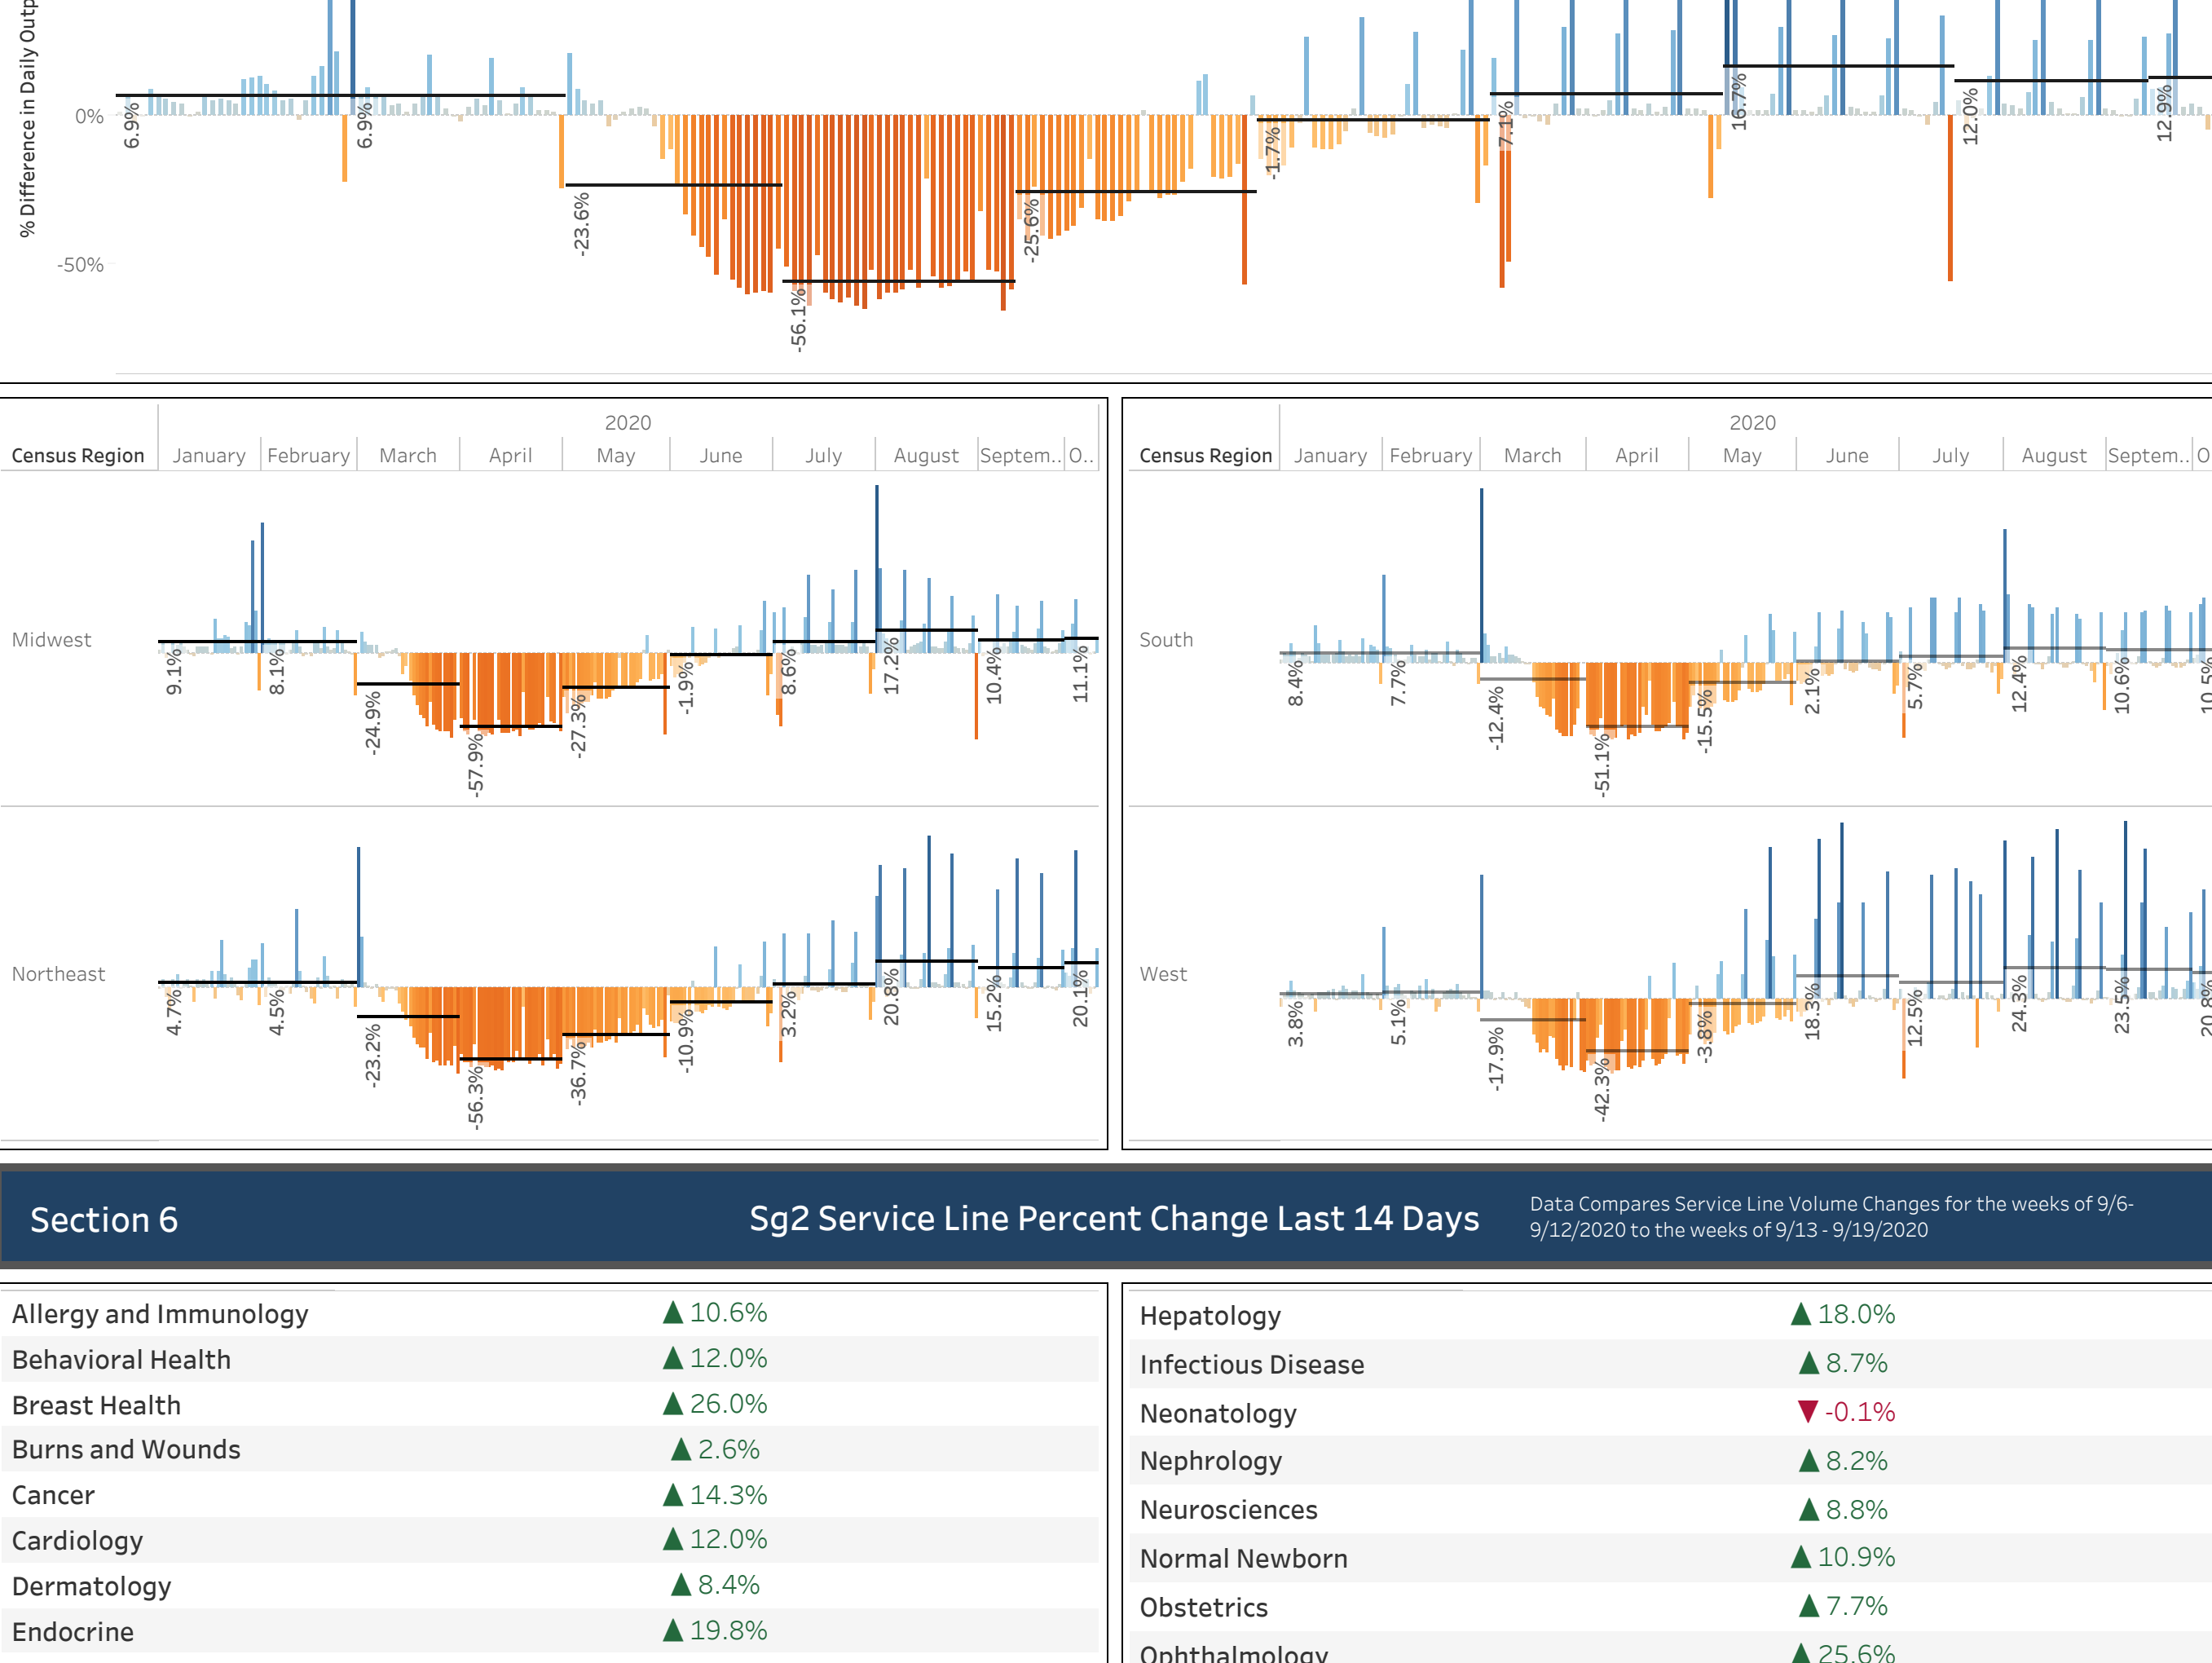 % Difference in Daily Outp
0%
-50%
6.9%
6.9%
-23.6%
-56.1%
-25.6%
-1.7%
7.1%
16.7%
12.0%
12.9%
2020
Census Region January February March April May June July August Septem.. O..
Midwest
9.1% 8.1% -24.9% -57.9% -27.3% -1.9% 8.6% 17.2% 10.4% 11.1%
Northeast
4.7% 4.5% -23.2% -56.3% -36.7% -10.9% 3.2% 20.8% 15.2% 20.1%
2020
Census Region January February March April May June July August Septem.. O
South
8.4% 7.7% -12.4% -51.1% -15.5% 2.1% 5.7% 12.4% 10.6% 10.5%
West
3.8% 5.1% -17.9% -42.3% -3.8% 18.3% 12.5% 24.3% 23.5% 20.8%
Section 6
Sg2 Service Line Percent Change Last 14 Days
Data Compares Service Line Volume Changes for the weeks of 9/6-
9/12/2020 to the weeks of 9/13 - 9/19/2020
Allergy and Immunology ▲ 10.6%
Behavioral Health ▲ 12.0%
Breast Health ▲ 26.0%
Burns and Wounds ▲ 2.6%
Cancer ▲ 14.3%
Cardiology ▲ 12.0%
Dermatology ▲ 8.4%
Endocrine ▲ 19.8%
Hepatology ▲ 18.0%
Infectious Disease ▲ 8.7%
Neonatology ▼ -0.1%
Nephrology ▲ 8.2%
Neurosciences ▲ 8.8%
Normal Newborn ▲ 10.9%
Obstetrics ▲ 7.7%
Ophthalmology ▲ 25.6%